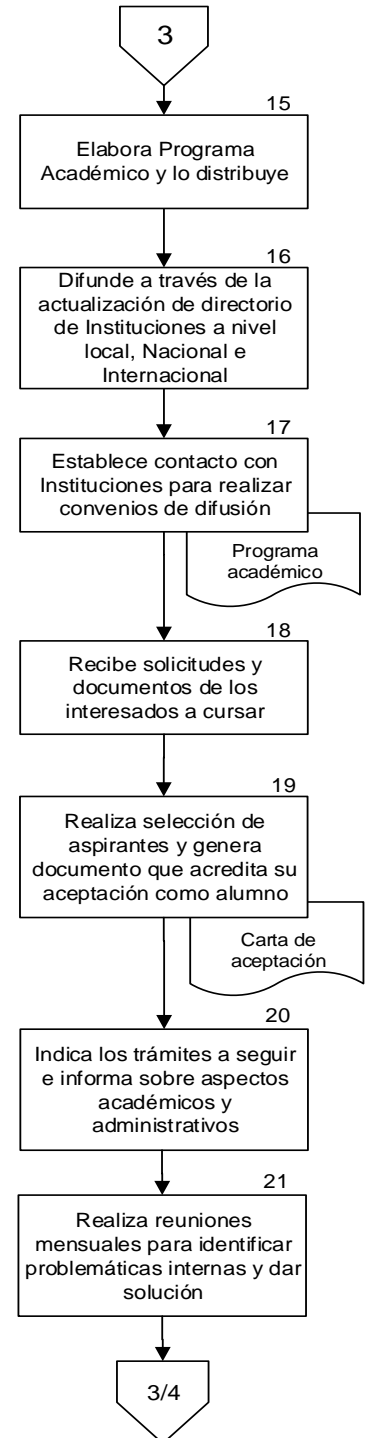 3
15
Elabora Programa
Académico y lo distribuye
16
Difunde a través de la
actualización de directorio
de Instituciones a nivel
local, Nacional e
Internacional
17
Establece contacto con
Instituciones para realizar
convenios de difusión
Programa
académico
18
Recibe solicitudes y
documentos de los
interesados a cursar
19
Realiza selección de
aspirantes y genera
documento que acredita su
aceptación como alumno
Carta de
aceptación
20
Indica los trámites a seguir
e informa sobre aspectos
académicos y
administrativos
21
Realiza reuniones
mensuales para identificar
problemáticas internas y dar
solución
3/4